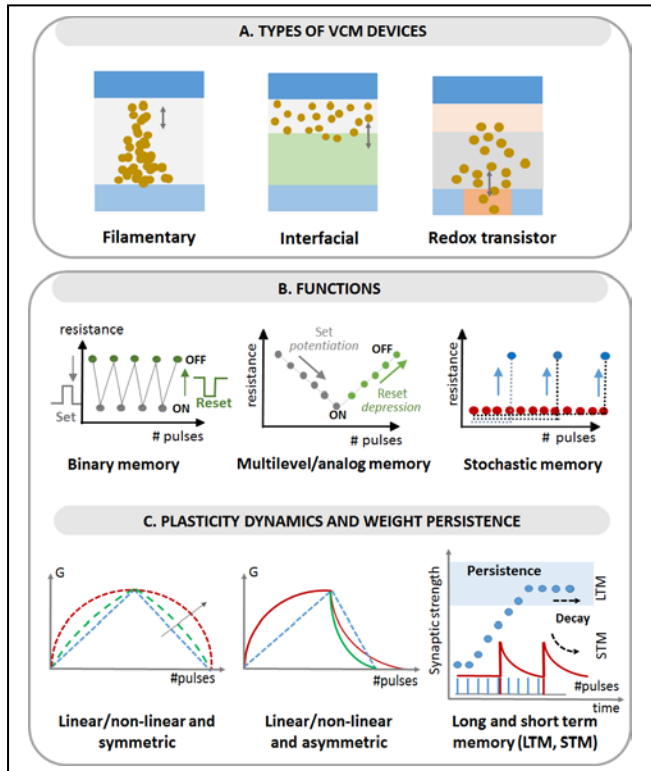 A. TYPES OF VCM DEVICES
Filamentary
Interfacial
Redox transistor
B. FUNCTIONS
resistance
OFF
ON
Set
Reset
# pulses
Binary memory
resistance
Set
potentiation
OFF
Reset
depression
ON
# pulses
Multilevel/analog memory
resistance
# pulses
Stochastic memory
C. PLASTICITY DYNAMICS AND WEIGHT PERSISTENCE
G
#pulses
Linear/non-linear and
symmetric
G
#pulses
Linear/non-linear
and asymmetric
Synaptic strength
Persistence
LTM
Decay
STM
#pulses
time
Long and short term
memory (LTM, STM)